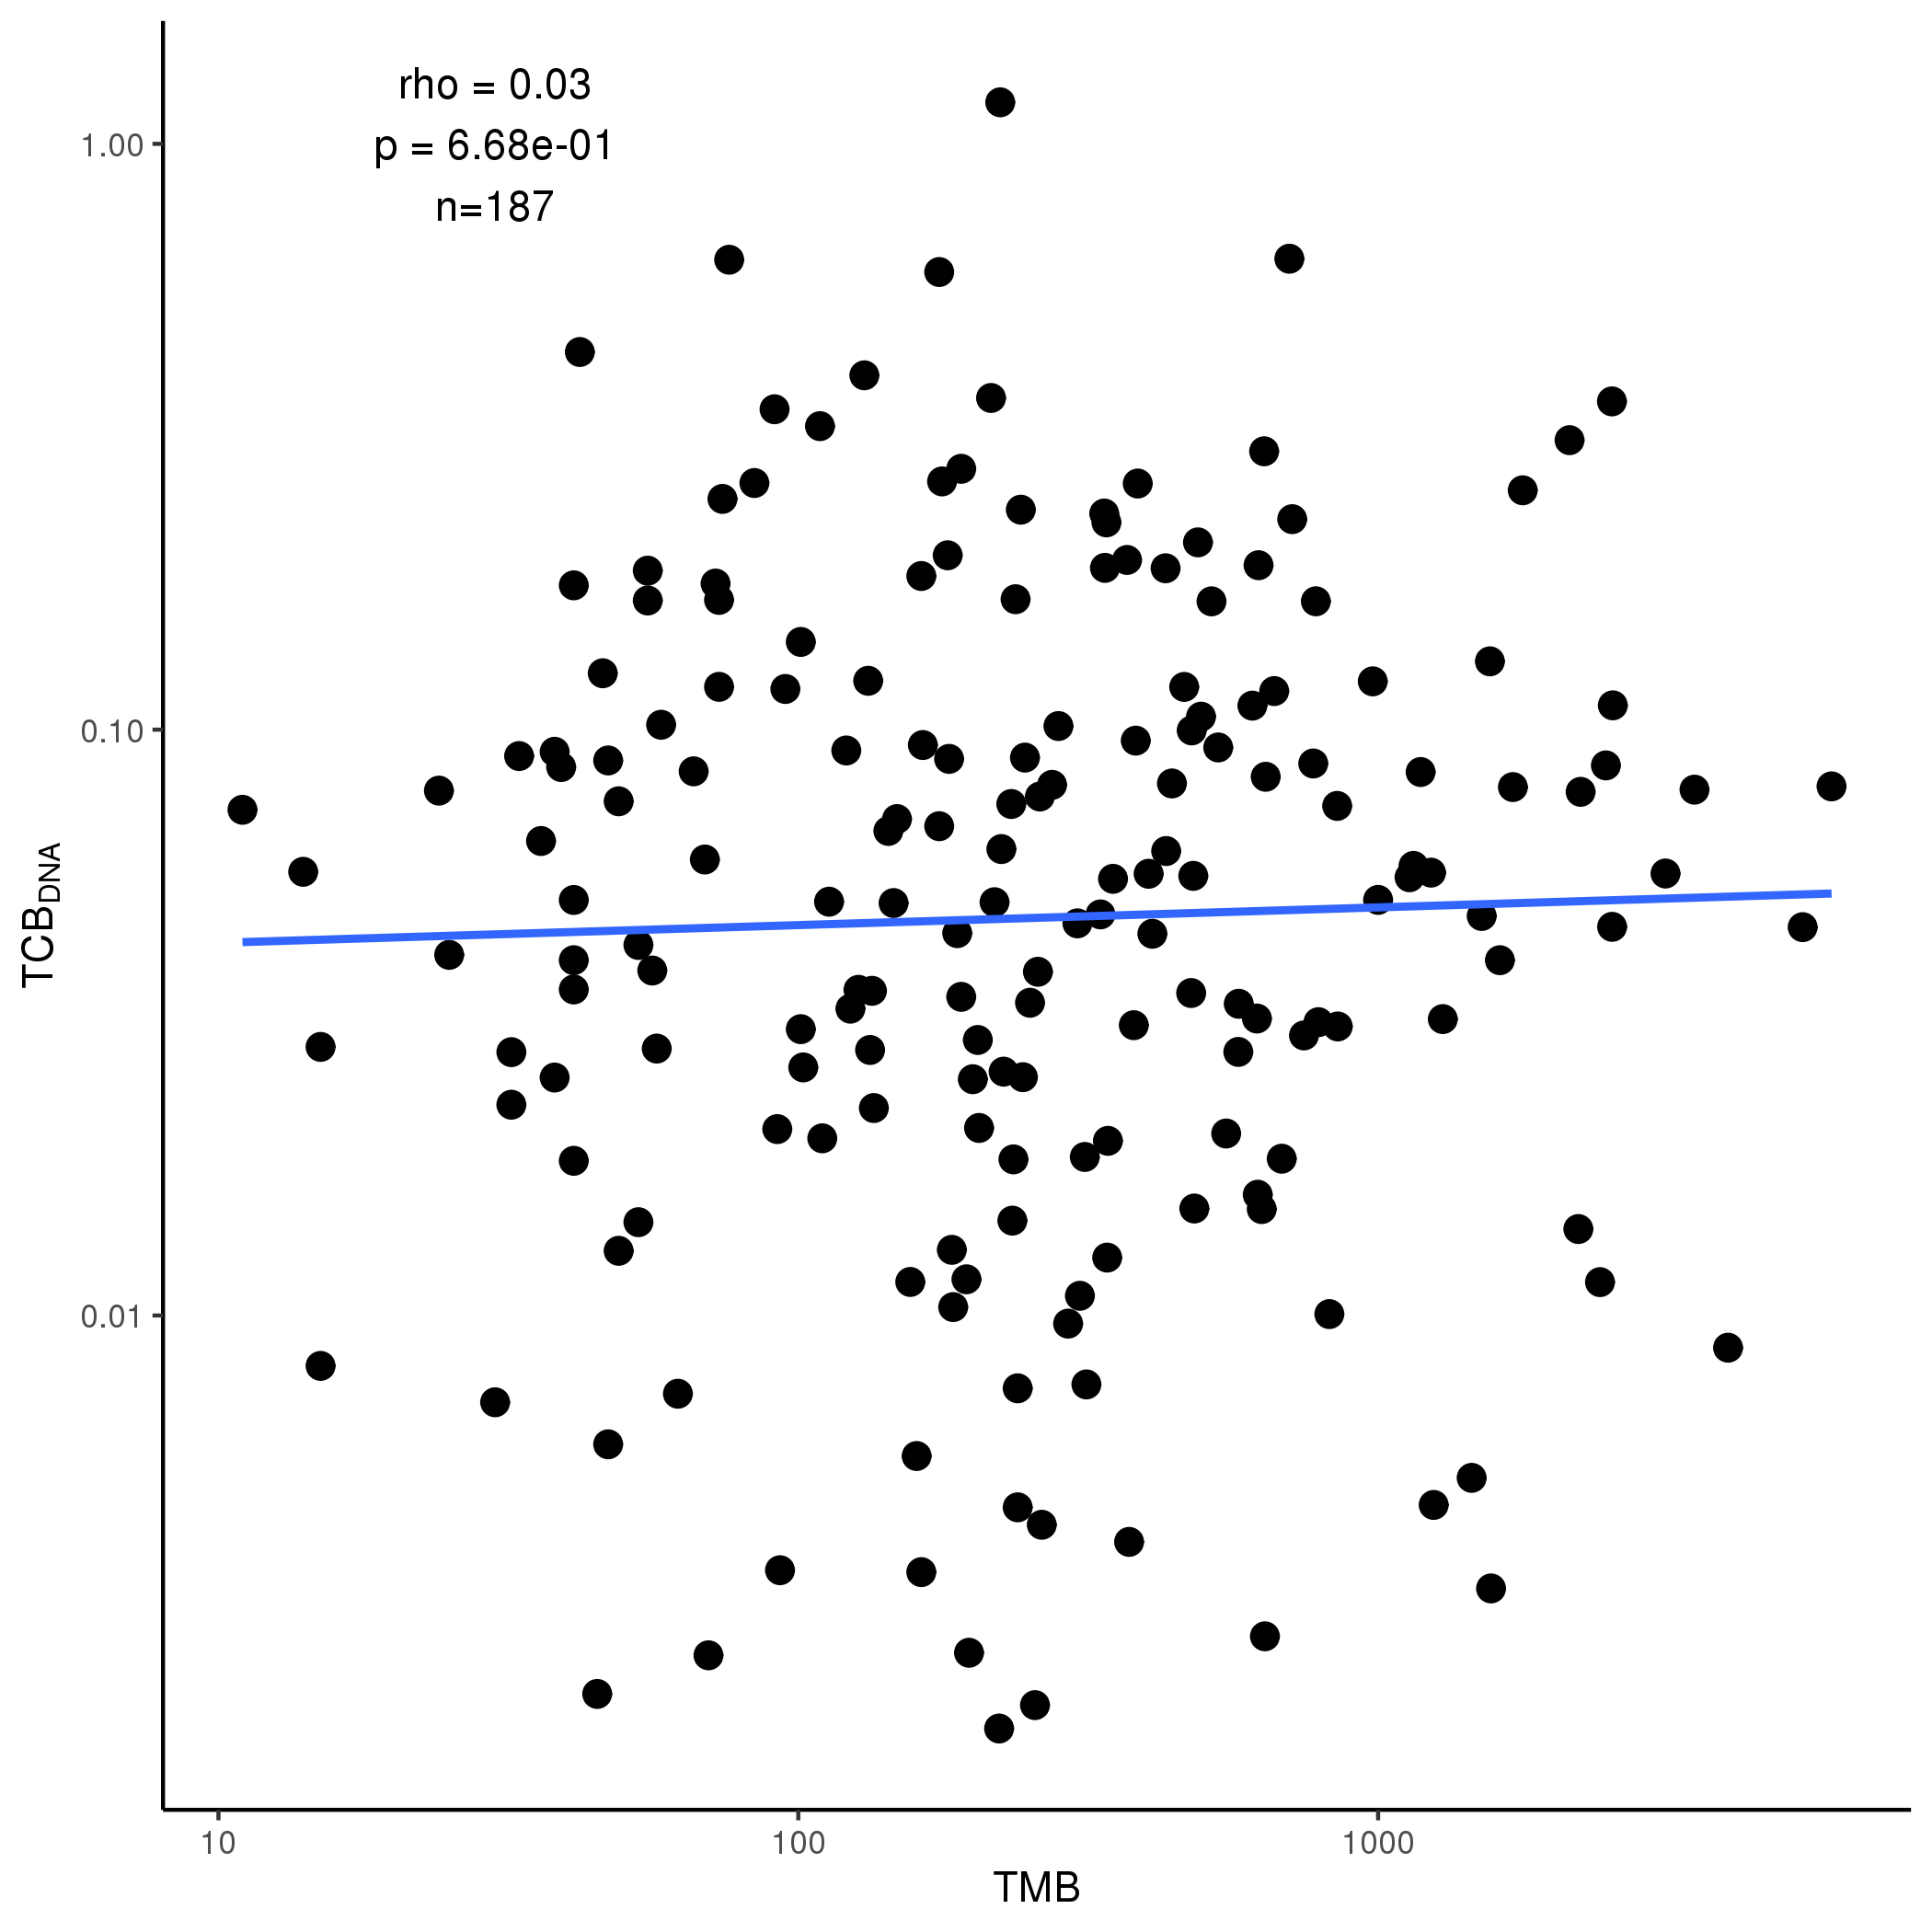 rho = 0.03
p = 6.68e-01
n=187
1.00
0.10
0.01
TCBDNA
10 100 1000
TMB